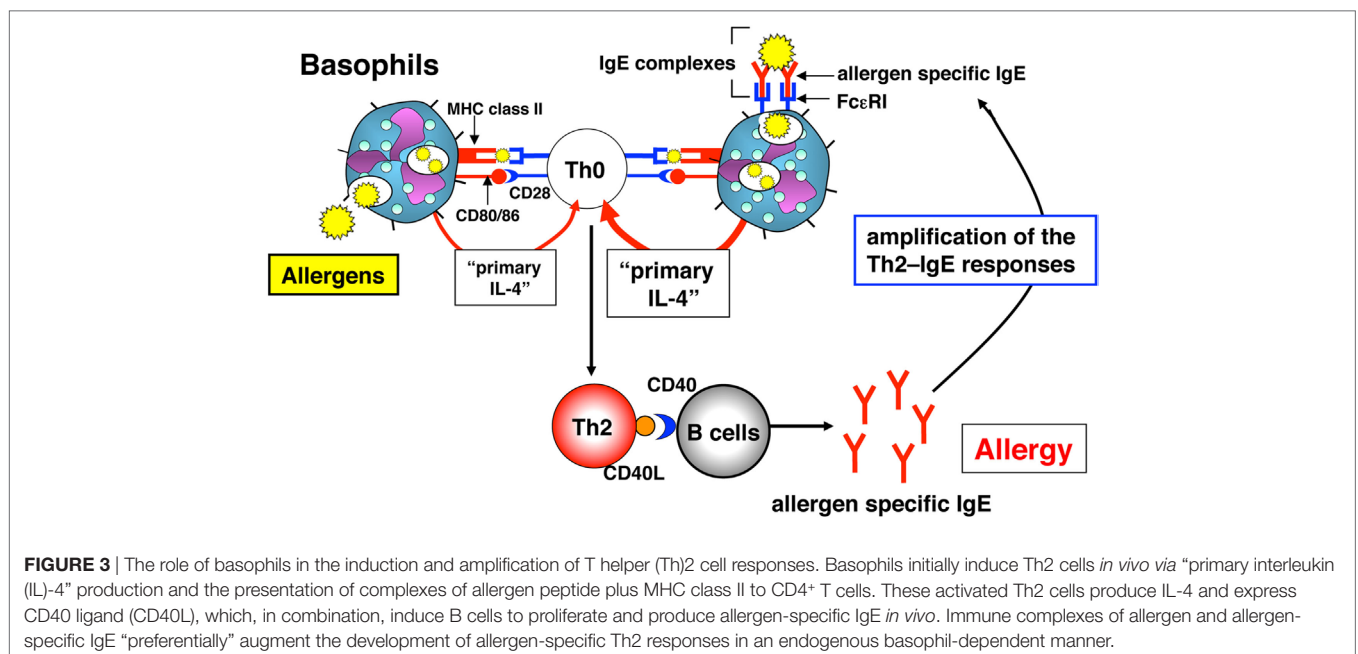 Basophils
MHC class II
CD80/86
CD28
Th0
Allergens
“primary
IL-4”
“primary
IL-4”
IgE complexes
allergen specific IgE
FcεRI
amplification of the
Th2–IgE responses
Th2
CD40L
CD40
B cells
allergen specific IgE
Allergy
FIGURE 3 | The role of basophils in the induction and amplification of T helper (Th)2 cell responses. Basophils initially induce Th2 cells in vivo via “primary interleukin
(IL)-4” production and the presentation of complexes of allergen peptide plus MHC class II to CD4⁺ T cells. These activated Th2 cells produce IL-4 and express
CD40 ligand (CD40L), which, in combination, induce B cells to proliferate and produce allergen-specific IgE in vivo. Immune complexes of allergen and allergen-
specific IgE “preferentially” augment the development of allergen-specific Th2 responses in an endogenous basophil-dependent manner.